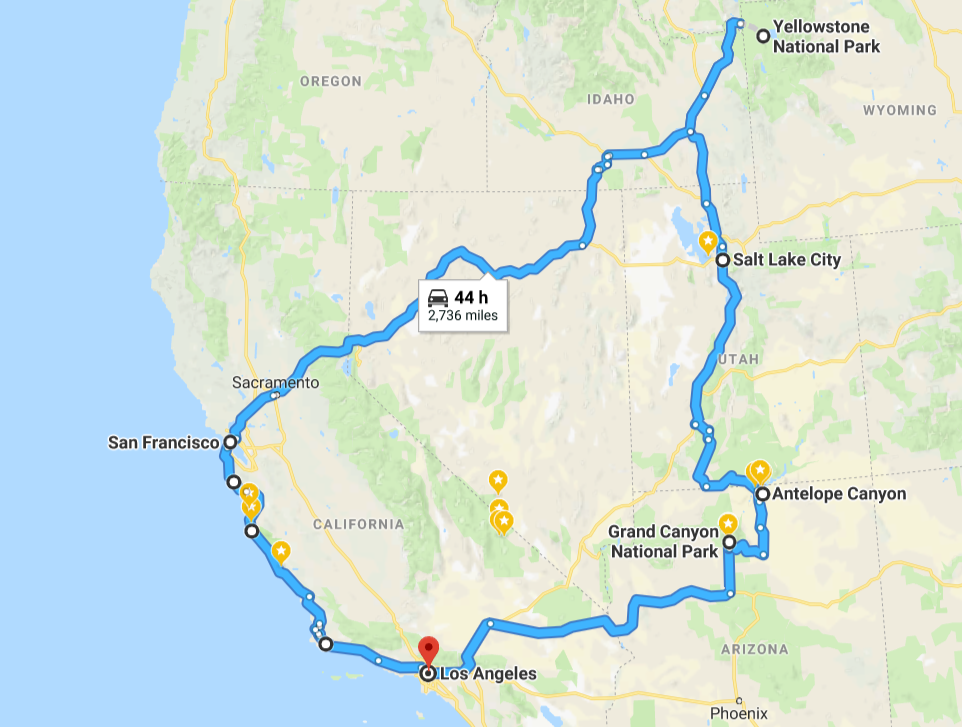 Yellowstone
National Park
OREGON
IDAHO
WYOMING
Salt Lake City
44 h
2,736 miles
UTAH
Sacramento
San Francisco
Antelope Canyon
CALIFORNIA
Grand Canyon
National Park
ARIZONA
Los Angeles
Phoenix